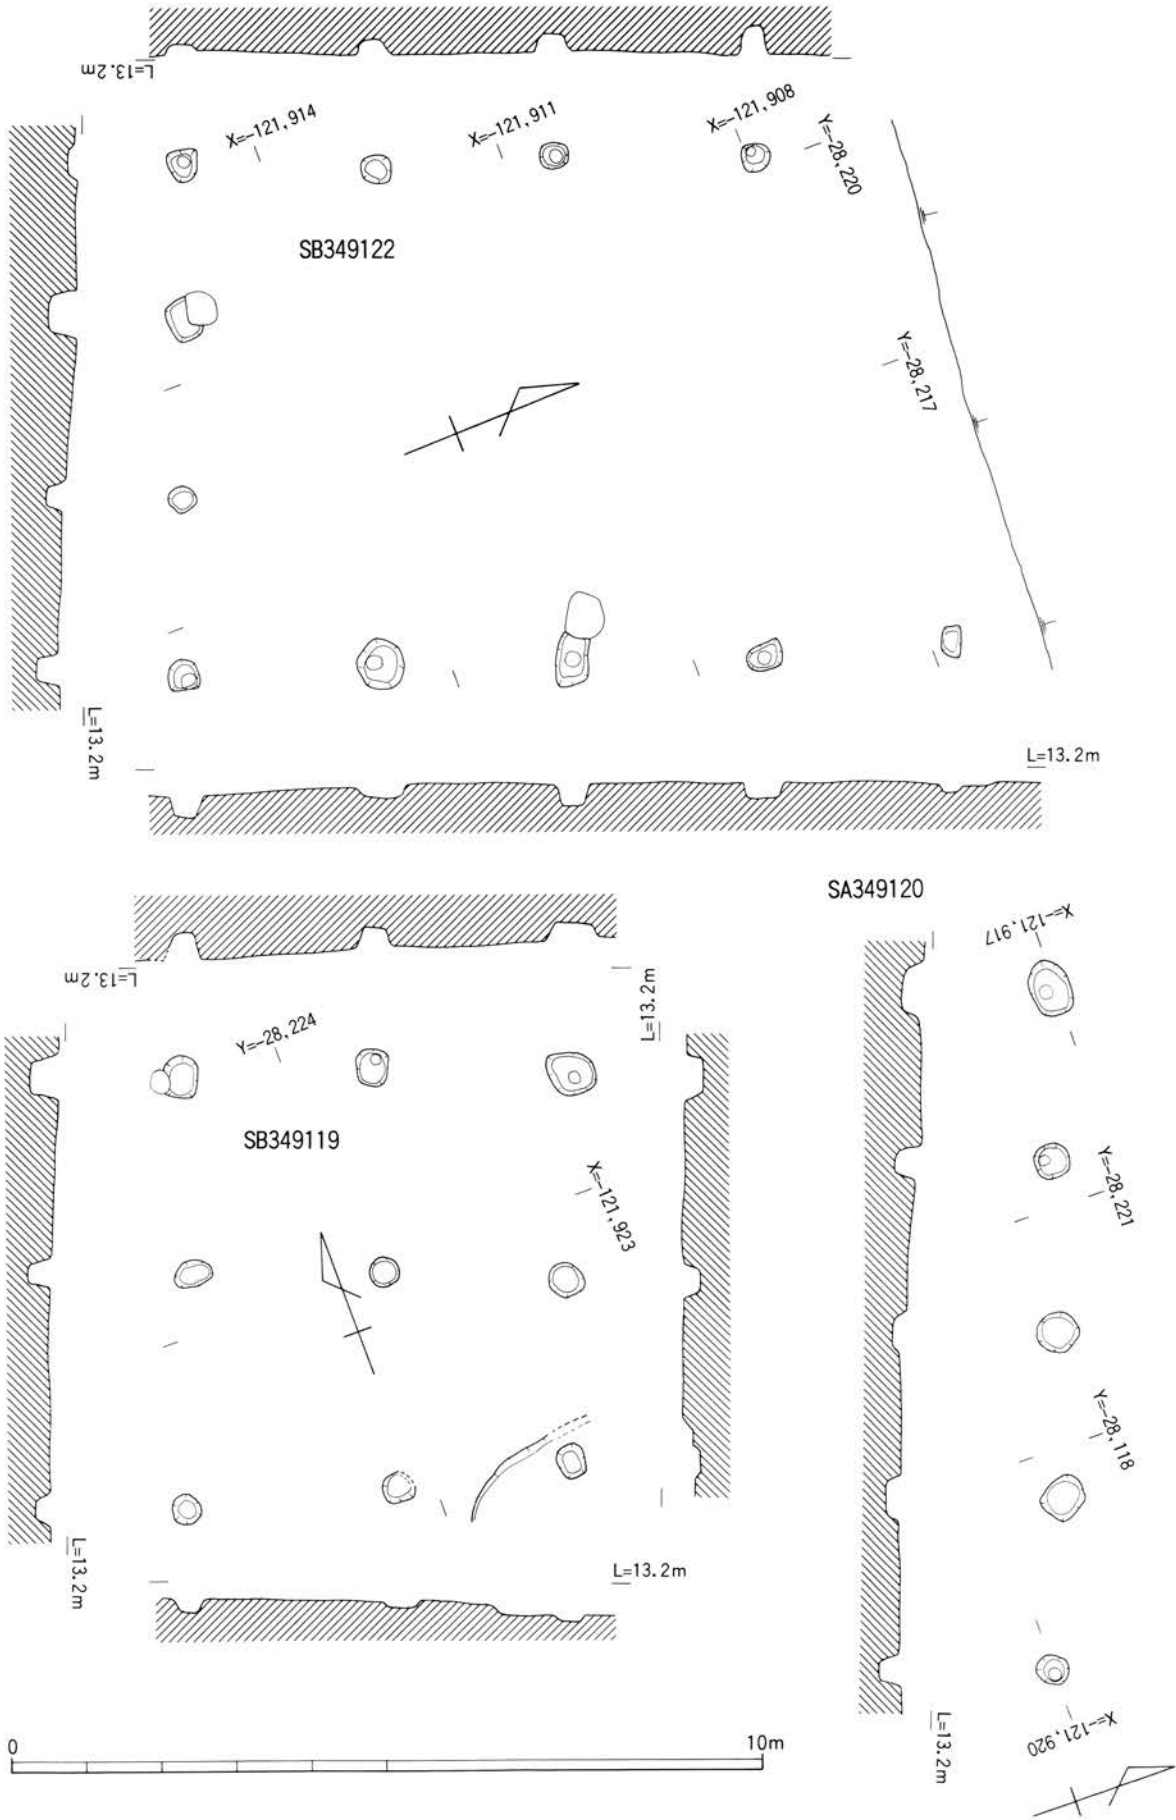 L=13.2m
X=-121,914
X=-121,911
X=-121,908
Y=-28,220
SB349122
Y=-28,217
L=13.2m
L=13.2m
SA349120
L=13.2m
L=13.2m
X=-121,917
Y=-28,224
SB349119
X=-121,923
Y=-28,221
Y=-28,118
L=13.2m
L=13.2m
X=-121,920
L=13.2m
0
10m